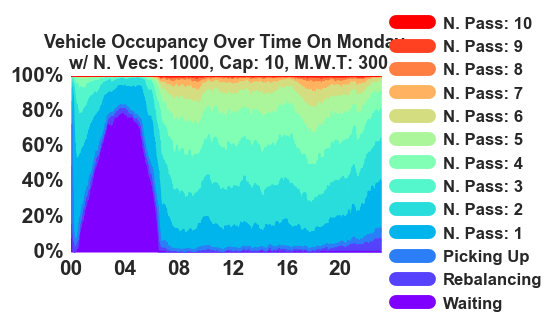 Vehicle Occupancy Over Time On Monday
w/ N. Vecs: 1000, Cap: 10, M.W.T: 300
100%
80%
60%
40%
20%
0%
00 04 08 12 16 20
N. Pass: 10
N. Pass: 9
N. Pass: 8
N. Pass: 7
N. Pass: 6
N. Pass: 5
N. Pass: 4
N. Pass: 3
N. Pass: 2
N. Pass: 1
Picking Up
Rebalancing
Waiting